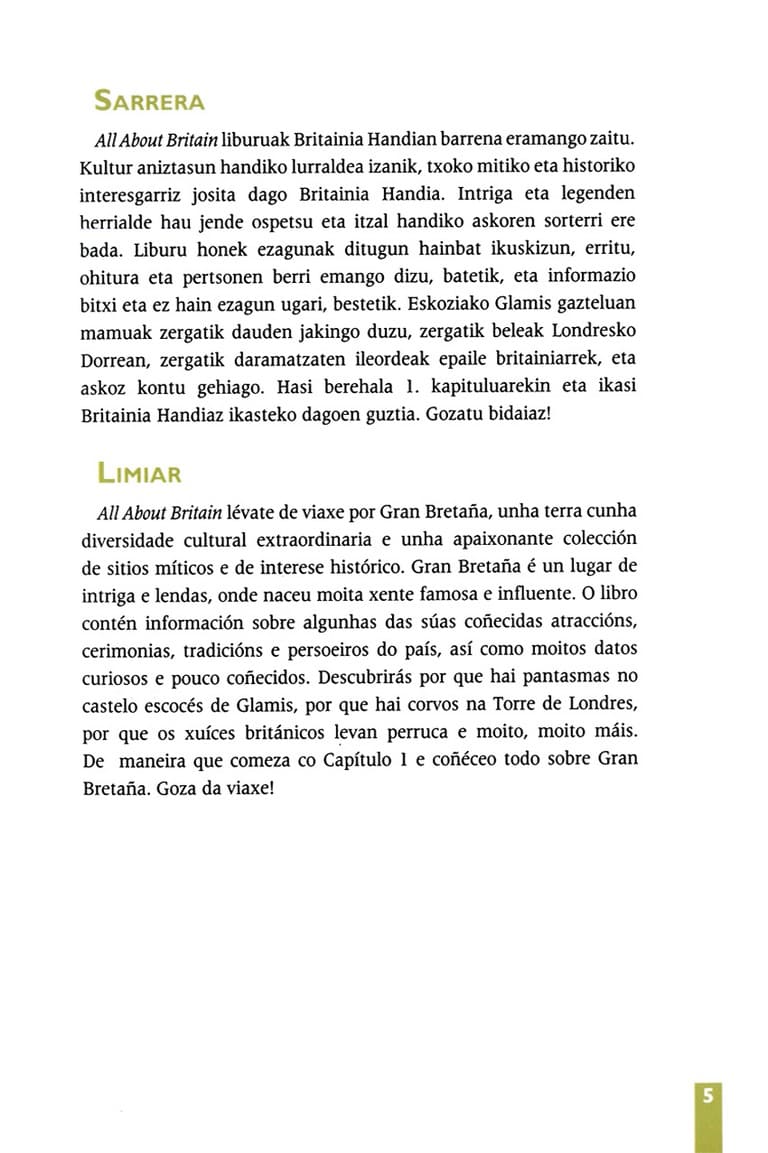 SARRERA
All About Britain liburuak Britainia Handian barrena eramango zaitu.
Kultur aniztasun handiko lurraldea izanik, txoko mitiko eta historiko
interesgarriz josita dago Britainia Handia. Intriga eta legenden
herrialde hau jende ospetsu eta itzal handiko askoren sorterri ere
bada. Liburu honek ezagunak ditugun hainbat ikuskizun, erritu,
ohitura eta pertsonen berri emango dizu, batetik, eta informazio
bitxi eta ez hain ezagun ugari, bestetik. Eskoziako Glamis gazteluan
mamuak zergatik dauden jakingo duzu, zergatik beleak Londresko
Dorrean, zergatik daramatzaten ileordeak epaile britainiarrek, eta
askoz kontu gehiago. Hasi berehala 1. kapituluarekin eta ikasi
Britainia Handiaz ikasteko dagoen guztia. Gozatu bidaiaz!
LIMIAR
All About Britain lévate de viaxe por Gran Bretaña, unha terra cunha
diversidade cultural extraordinaria e unha apaixonante colección
de sitios míticos e de interese histórico. Gran Bretaña é un lugar de
intriga e lendas, onde naceu moita xente famosa e influente. O libro
contén información sobre algunhas das súas coñecidas atraccións,
cerimonias, tradicións e persoeiros do país, así como moitos datos
curiosos e pouco coñecidos. Descubrirás por que hai pantasmas no
castelo escocés de Glamis, por que hai corvos na Torre de Londres,
por que os xuíces británicos levan perruca e moito, moito máis.
De maneira que comeza co Capítulo 1 e coñéceo todo sobre Gran
Bretaña. Goza da viaxe!
5